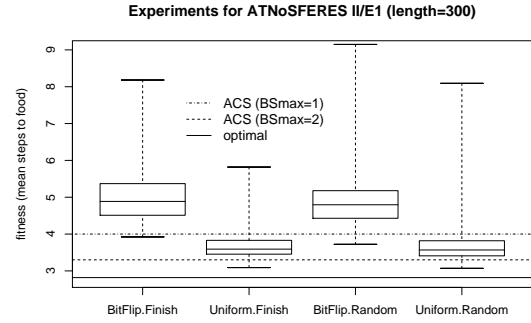 Experiments for ATNoSFERES II/E1 (length=300)
fitness (mean steps to food)
9
8
7
6
5
4
3
ACS (BSmax=1)
ACS (BSmax=2)
optimal
BitFlip.Finish Uniform.Finish BitFlip.Random Uniform.Random